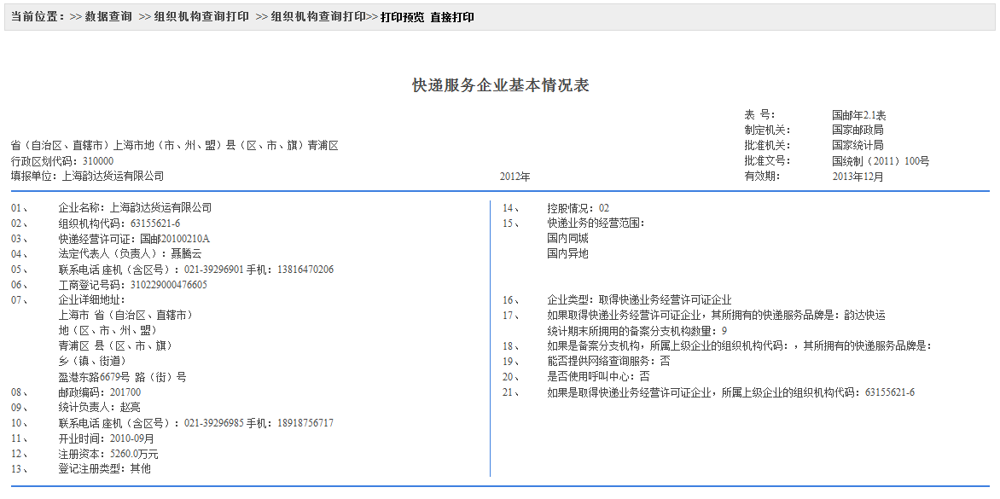 当前位置：>> 数据查询 >> 组织机构查询打印 >> 组织机构查询打印>> 打印预览 直接打印
快递服务企业基本情况表
表 号： 国邮年2.1表
制定机关： 国家邮政局
省（自治区、直辖市）上海市地（市、州、盟）县（区、市、旗）青浦区
批准机关： 国家统计局
行政区划代码：310000
批准文号： 国统制（2011）100号
填报单位：上海韵达货运有限公司 2012年 有效期： 2013年12月
01、 企业名称：上海韵达货运有限公司
02、 组织机构代码：63155621-6
03、 快递经营许可证：国邮20100210A
04、 法定代表人（负责人）：聂腾云
05、 联系电话 座机（含区号）：021-39296901 手机：13816470206
06、 工商登记号码：310229000476605
07、 企业详细地址：
上海市 省（自治区、直辖市）
地（区、市、州、盟）
青浦区 县（区、市、旗）
乡（镇、街道）
盈港东路6679号 路（街）号
08、 邮政编码：201700
09、 统计负责人：赵亮
10、 联系电话 座机（含区号）：021-39296985 手机：18918756717
11、 开业时间：2010-09月
12、 注册资本：5260.0万元
13、 登记注册类型：其他
14、 控股情况：02
15、 快递业务的经营范围：
国内同城
国内异地
16、 企业类型：取得快递业务经营许可证企业
17、 如果取得快递业务经营许可证企业，其所拥有的快递服务品牌是：韵达快运
统计期末所拥用的备案分支机构数量：9
18、 如果是备案分支机构，所属上级企业的组织机构代码：，其所拥有的快递服务品牌是：
19、 能否提供网络查询服务：否
20、 是否使用呼叫中心：否
21、 如果是取得快递业务经营许可证企业，所属上级企业的组织机构代码：63155621-6